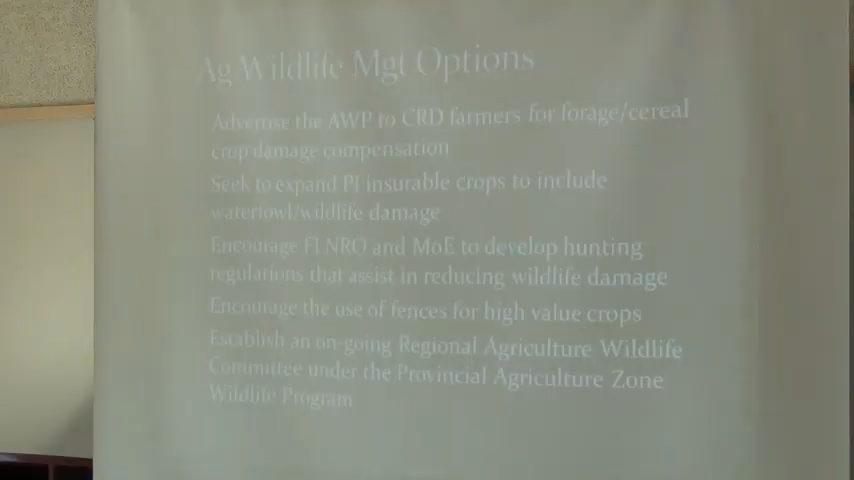 Ag Wildlife Mgt Options
Advertise the AWP to CRD farmers for forage/cereal
crop damage compensation
Seek to expand PI insurable crops to include
waterfowl/wildlife damage
Encourage FLNRO and MoE to develop hunting
regulations that assist in reducing wildlife damage
Encourage the use of fences for high value crops
Establish an on-going Regional Agriculture Wildlife
Committee under the Provincial Agriculture Zone
Wildlife Program